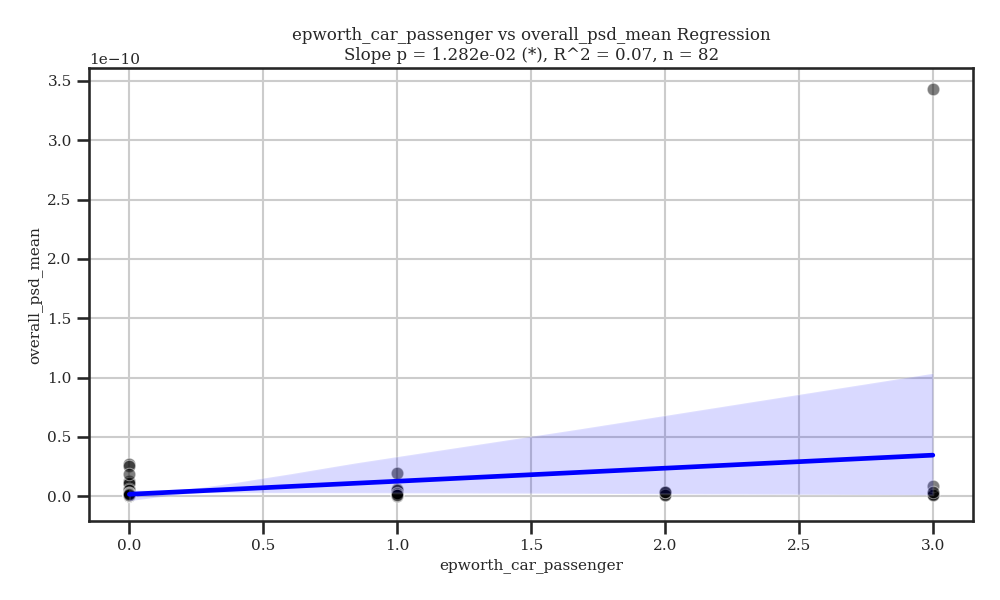 epworth_car_passenger vs overall_psd_mean Regression
Slope p = 1.282e-02 (*), R^2 = 0.07, n = 82
1e−10
3.5
3.0
2.5
2.0
1.5
1.0
0.5
0.0
overall_psd_mean
0.0 0.5 1.0 1.5 2.0 2.5 3.0
epworth_car_passenger